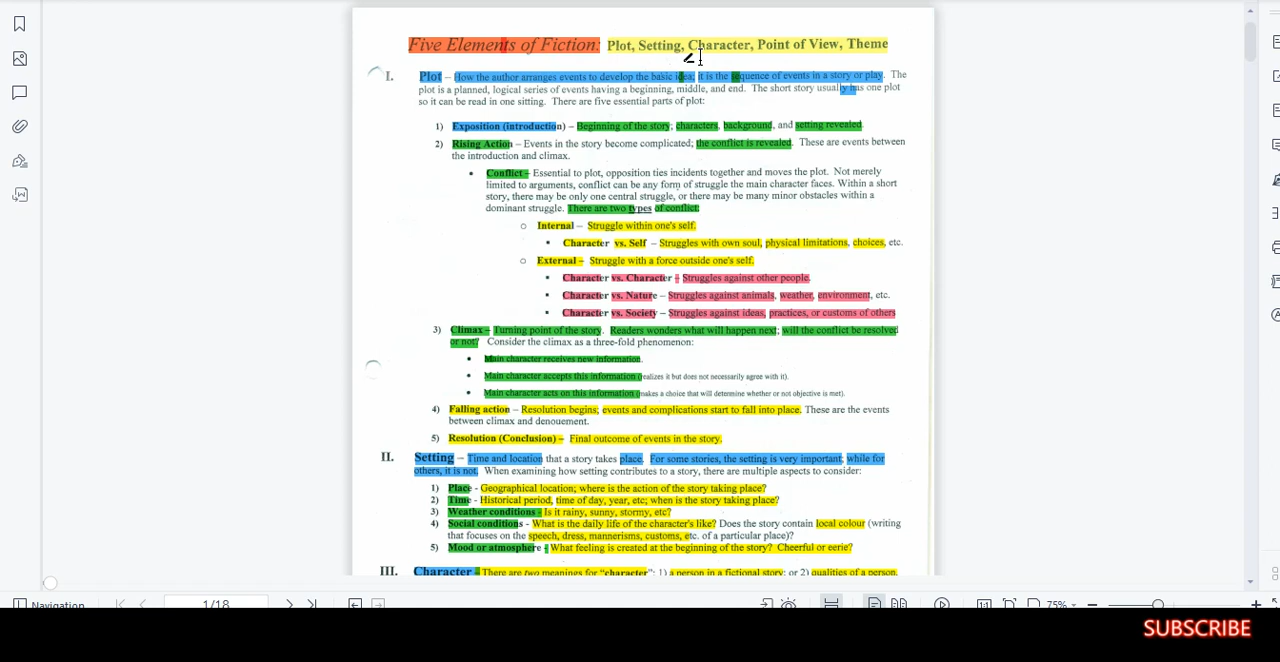 Five Elements of Fiction: Plot, Setting, Character, Point of View, Theme
I. Plot – How the author arranges events to develop the basic idea; it is the sequence of events in a story or play. The
plot is a planned, logical series of events having a beginning, middle, and end. The short story usually has one plot
so it can be read in one sitting. There are five essential parts of plot:
1) Exposition (introduction) – Beginning of the story; characters, background, and setting revealed.
2) Rising Action – Events in the story become complicated; the conflict is revealed. These are events between
the introduction and climax.
• Conflict – Essential to plot, opposition ties incidents together and moves the plot. Not merely
limited to arguments, conflict can be any form of struggle the main character faces. Within a short
story, there may be only one central struggle, or there may be many minor obstacles within a
dominant struggle. There are two types of conflict:
o Internal – Struggle within one's self.
▪ Character vs. Self – Struggles with own soul, physical limitations, choices, etc.
o External – Struggle with a force outside one's self.
▪ Character vs. Character – Struggles against other people.
▪ Character vs. Nature – Struggles against animals, weather, environment, etc.
▪ Character vs. Society – Struggles against ideas, practices, or customs of others
3) Climax – Turning point of the story. Readers wonders what will happen next; will the conflict be resolved
or not? Consider the climax as a three-fold phenomenon:
• Main character receives new information.
• Main character accepts this information (realizes it but does not necessarily agree with it).
• Main character acts on this information (makes a choice that will determine whether or not objective is met).
4) Falling action – Resolution begins; events and complications start to fall into place. These are the events
between climax and denouement.
5) Resolution (Conclusion) – Final outcome of events in the story.
II. Setting – Time and location that a story takes place. For some stories, the setting is very important; while for
others, it is not. When examining how setting contributes to a story, there are multiple aspects to consider:
1) Place - Geographical location; where is the action of the story taking place?
2) Time - Historical period, time of day, year, etc; when is the story taking place?
3) Weather conditions - Is it rainy, sunny, stormy, etc?
4) Social conditions - What is the daily life of the character's like? Does the story contain local colour (writing
that focuses on the speech, dress, mannerisms, customs, etc. of a particular place)?
5) Mood or atmosphere - What feeling is created at the beginning of the story? Cheerful or eerie?
III. Character – There are two meanings for “character”: 1) a person in a fictional story; or 2) qualities of a person.
Navigation 1/18 75%
SUBSCRIBE